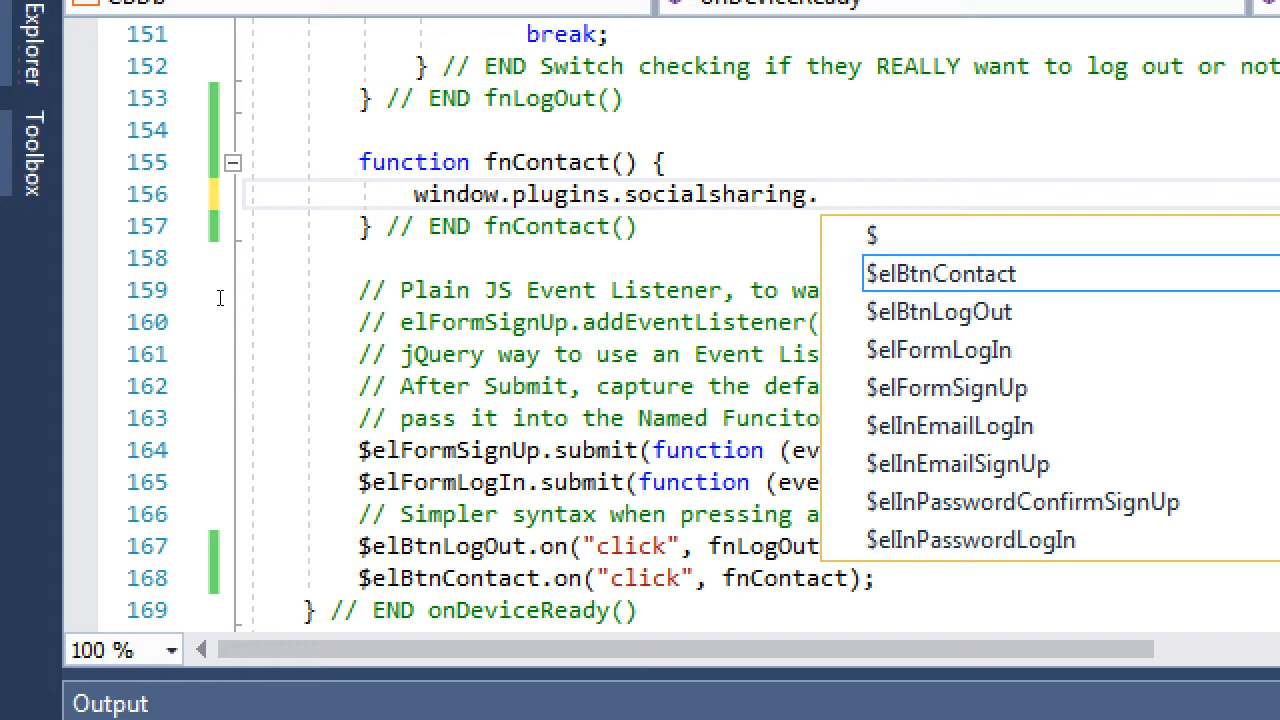 Explorer
Toolbox
151 break;
152 } // END Switch checking if they REALLY want to log out or not
153 } // END fnLogOut()
154
155 function fnContact() {
156 window.plugins.socialsharing.
157 } // END fnContact()
158
159 // Plain JS Event Listener, to wa
160 // elFormSignUp.addEventListener(
161 // jQuery way to use an Event Lis
162 // After Submit, capture the defa
163 // pass it into the Named Funcito
164 $elFormSignUp.submit(function (ev
165 $elFormLogIn.submit(function (eve
166 // Simpler syntax when pressing a
167 $elBtnLogOut.on("click", fnLogOut
168 $elBtnContact.on("click", fnContact);
169 } // END onDeviceReady()
$
$elBtnContact
$elBtnLogOut
$elFormLogIn
$elFormSignUp
$elInEmailLogIn
$elInEmailSignUp
$elInPasswordConfirmSignUp
$elInPasswordLogIn
100 %
Output